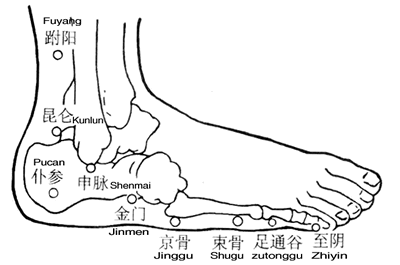 Fuyang
跗阳
昆仑 Kunlun
Pucan
仆参
申脉 Shenmai
金门
Jinmen
京骨
Jinggu
束骨
Shugu
足通谷
zutonggu
至阴
Zhiyin